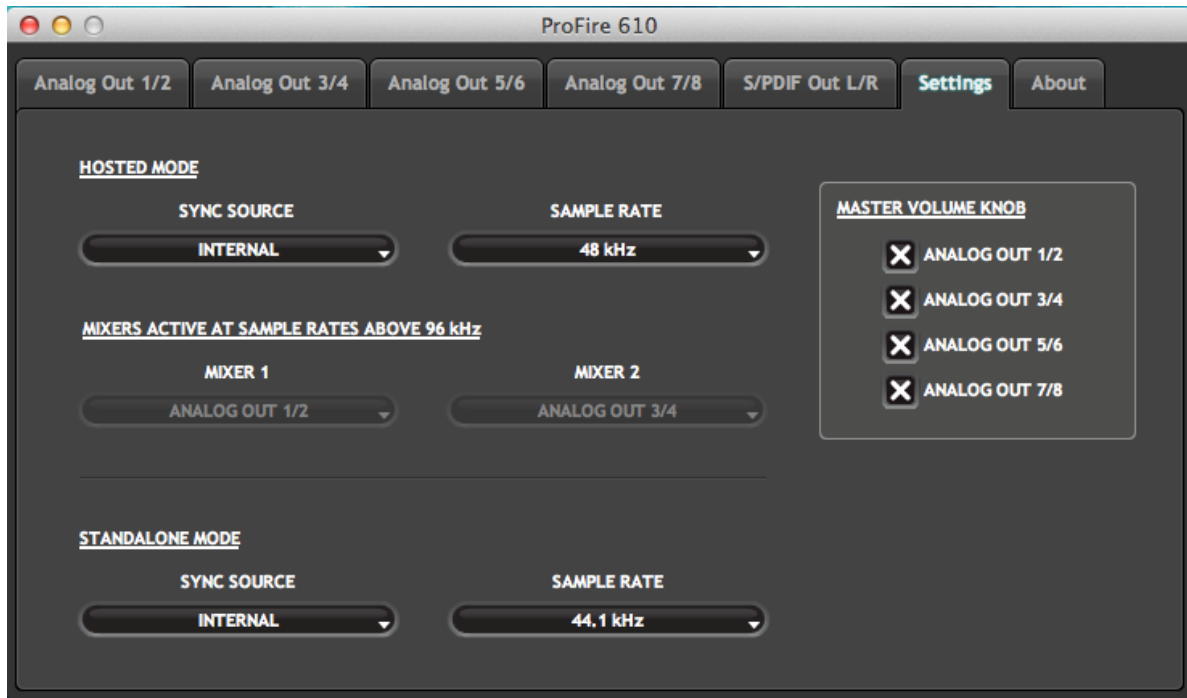 ProFire 610
Analog Out 1/2
Analog Out 3/4
Analog Out 5/6
Analog Out 7/8
S/PDIF Out L/R
Settings
About
HOSTED MODE
SYNC SOURCE
SAMPLE RATE
INTERNAL
48 kHz
MIXERS ACTIVE AT SAMPLE RATES ABOVE 96 kHz
MIXER 1
MIXER 2
ANALOG OUT 1/2
ANALOG OUT 3/4
STANDALONE MODE
SYNC SOURCE
SAMPLE RATE
INTERNAL
44.1 kHz
MASTER VOLUME KNOB
ANALOG OUT 1/2
ANALOG OUT 3/4
ANALOG OUT 5/6
ANALOG OUT 7/8